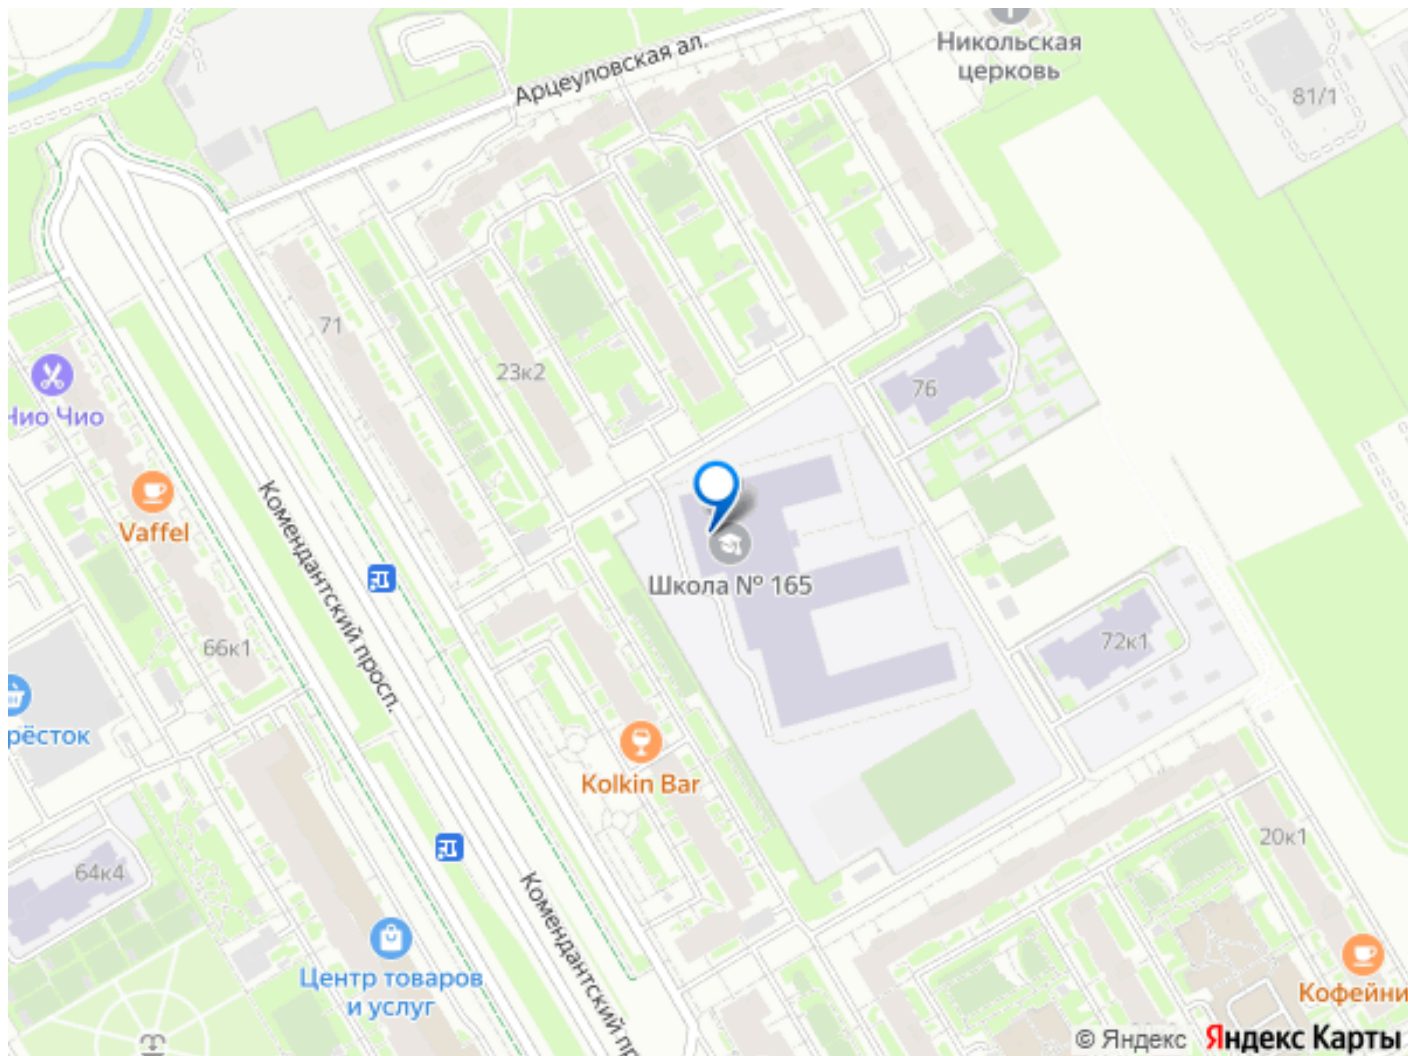 Арцеуловская ал.
Никольская
церковь
81/1
71
23к2
76
Чио Чио
Vaffel
Комендантский просп.
Школа № 165
66к1
72к1
рёсток
Kolkin Bar
64к4
20к1
Комендантский пр
Центр товаров
и услуг
Кофейни
© Яндекс Яндекс Карты